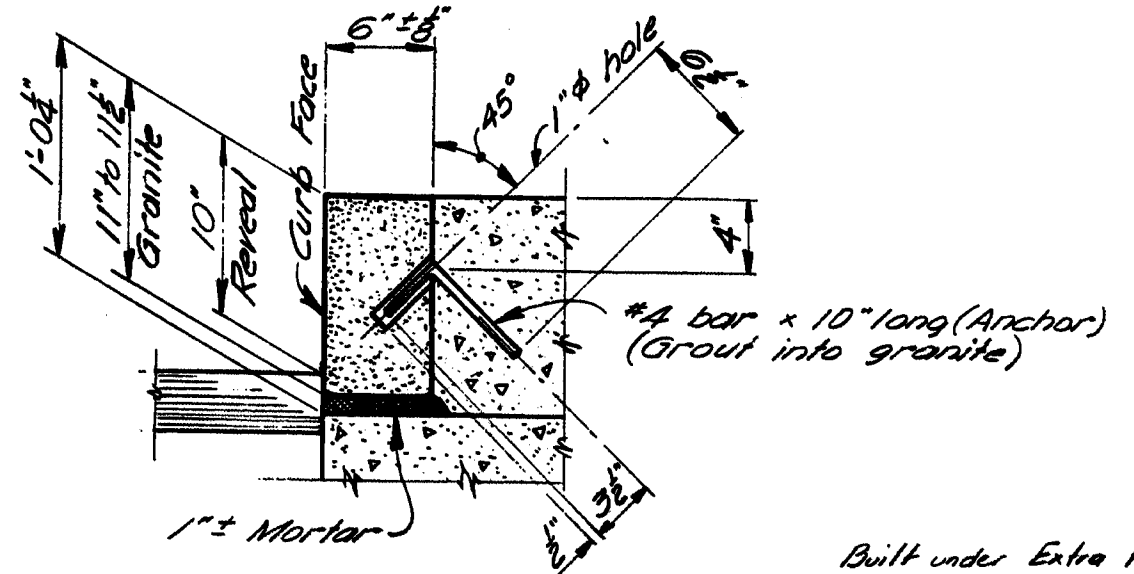 6" ± 1/8"
1'-0 1/4"
11" to 11 1/2"
Granite
10"
Reveal
Curb Face
45°
1" φ hole
6 1/2"
4"
#4 bar x 10" long (Anchor)
(Grout into granite)
3 1/2"
1/2"
1" ± Mortar
Built under Extra